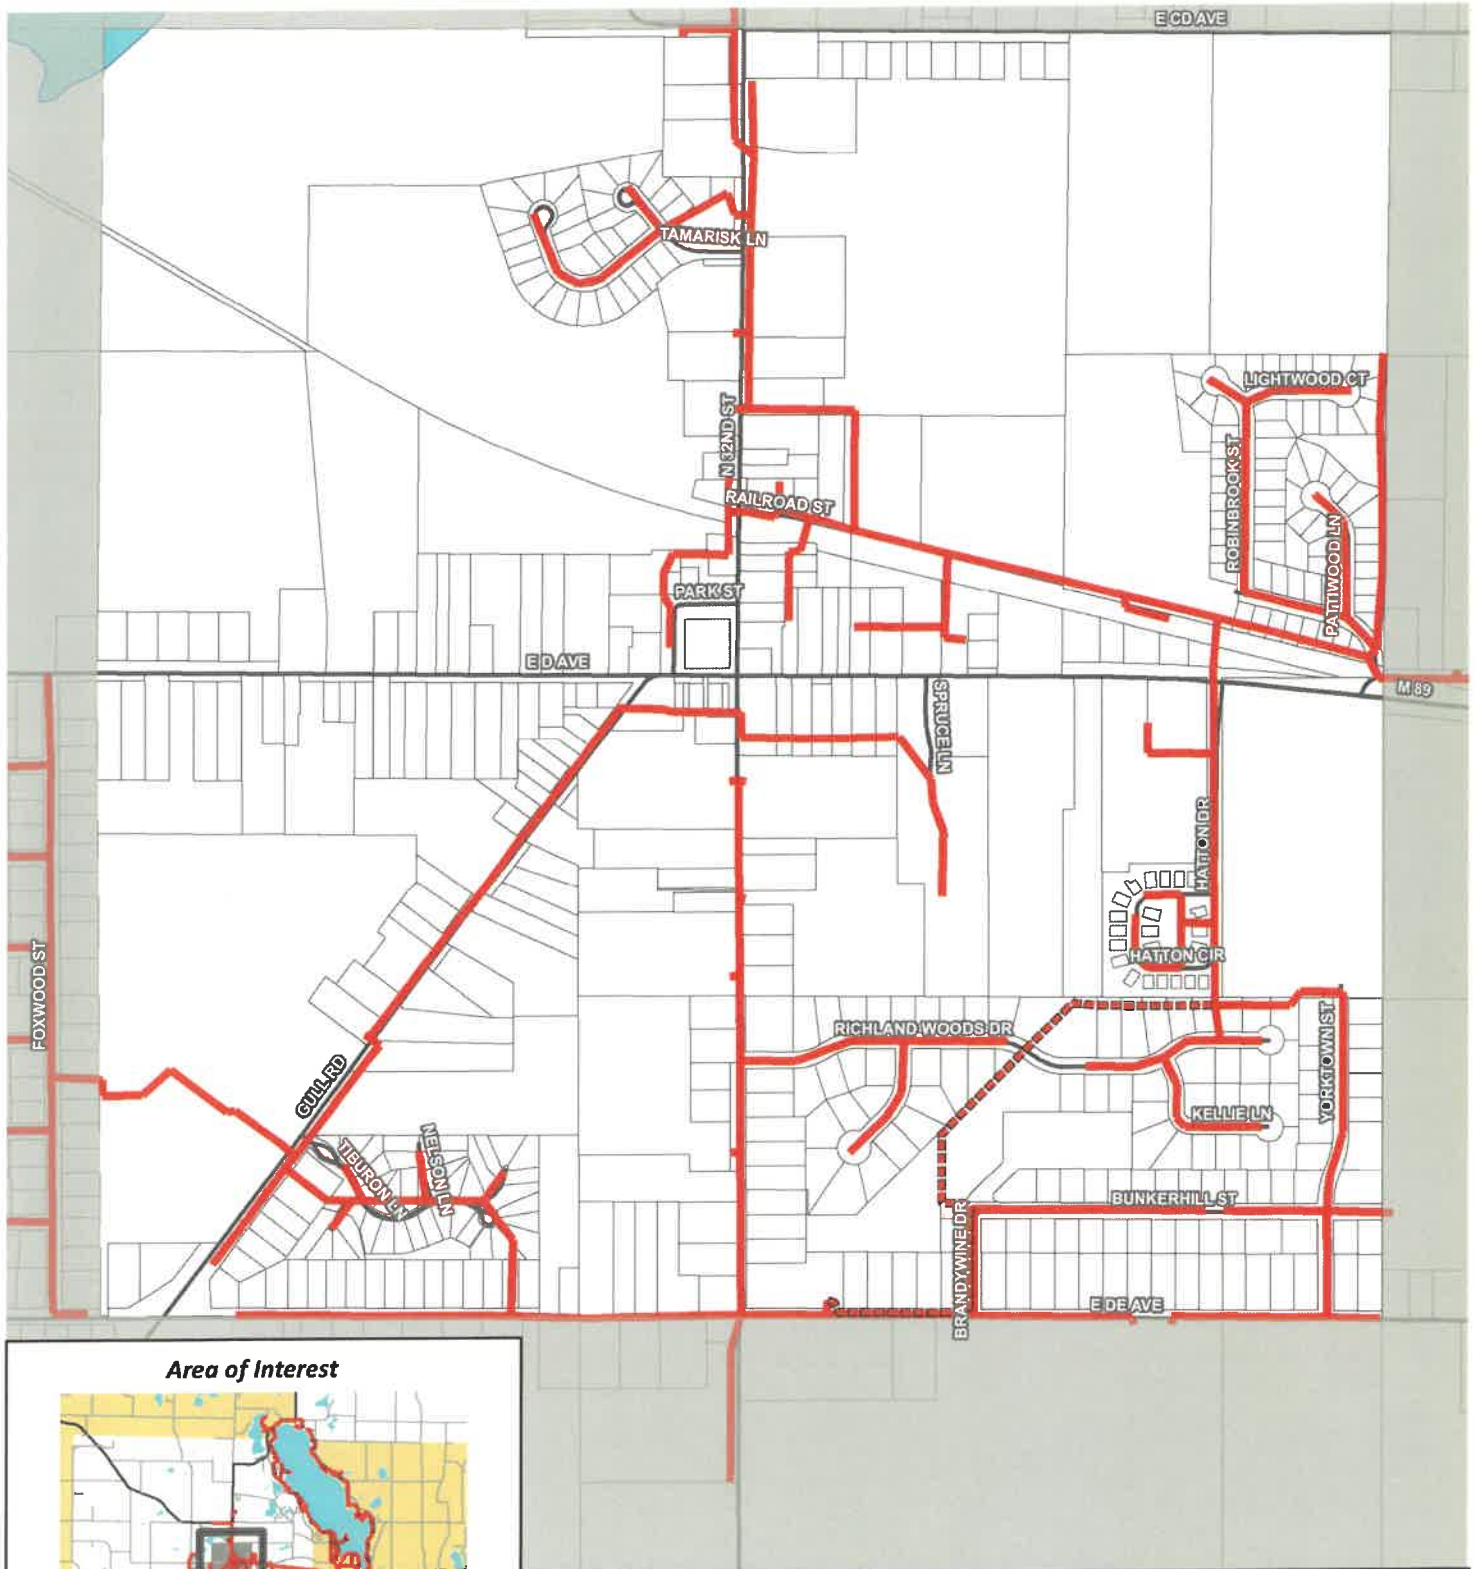 E CD AVE
TAMARISK LN
LIGHTWOOD CT
N 32ND ST
ROBINBROOK ST
RAILROAD ST
PATTIWOOD LN
PARK ST
E D AVE
M 89
SPRUCE LN
HATTON DR
FOXWOOD ST
HATTON CIR
RICHLAND WOODS DR
YORKTOWN ST
GULL RD
KELLIE LN
TIBURON LN
NELSON LN
BUNKERHILL ST
BRANDYWINE DR
E DE AVE
Area of Interest